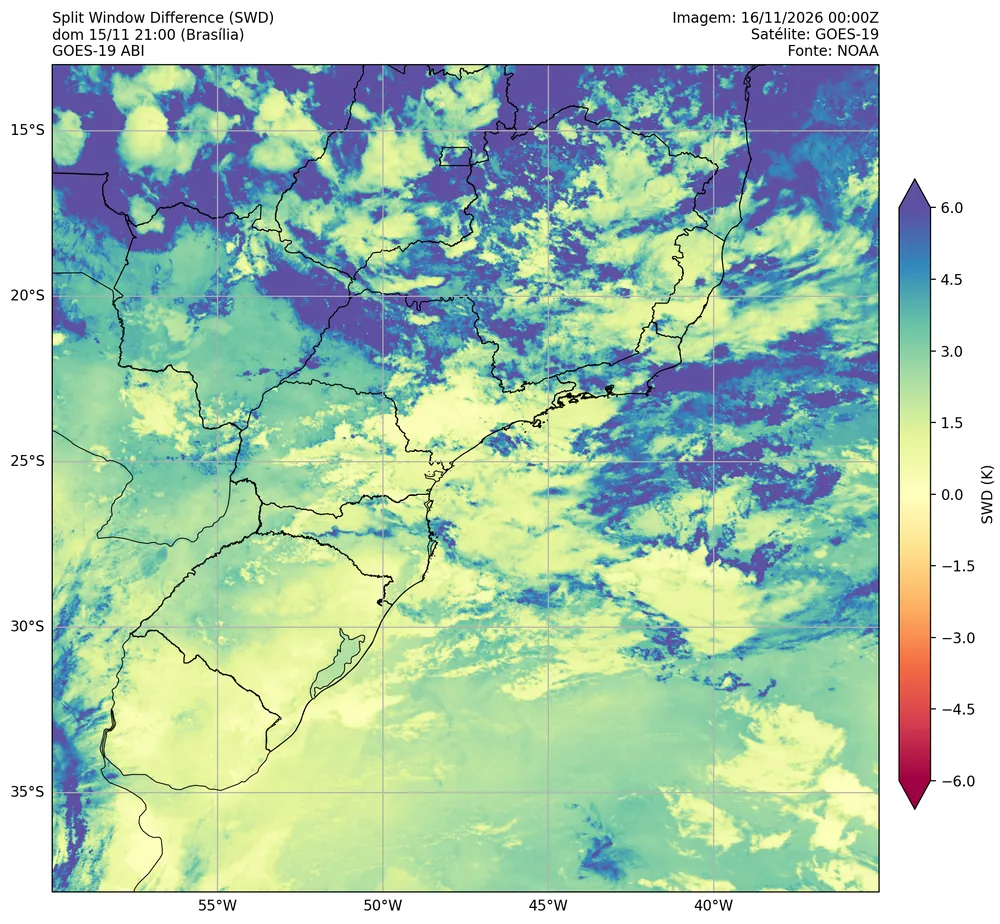 Split Window Difference (SWD)
dom 15/11 21:00 (Brasília)
GOES-19 ABI
Imagem: 16/11/2026 00:00Z
Satélite: GOES-19
Fonte: NOAA
15°S
20°S
25°S
30°S
35°S
55°W
50°W
45°W
40°W
6.0
4.5
3.0
1.5
0.0
−1.5
−3.0
−4.5
−6.0
SWD (K)